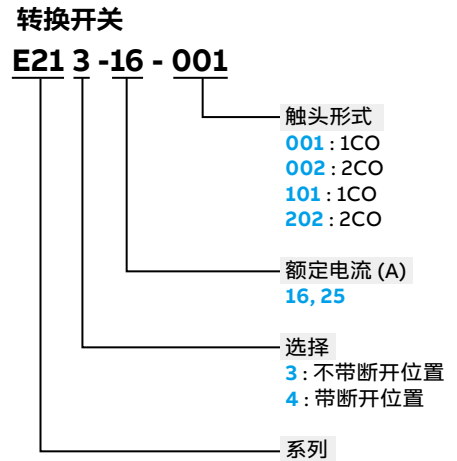 转换开关
E21 3 -16 - 001
触头形式
001 : 1CO
002 : 2CO
101 : 1CO
202 : 2CO
额定电流 (A)
16, 25
选择
3 : 不带断开位置
4 : 带断开位置
系列